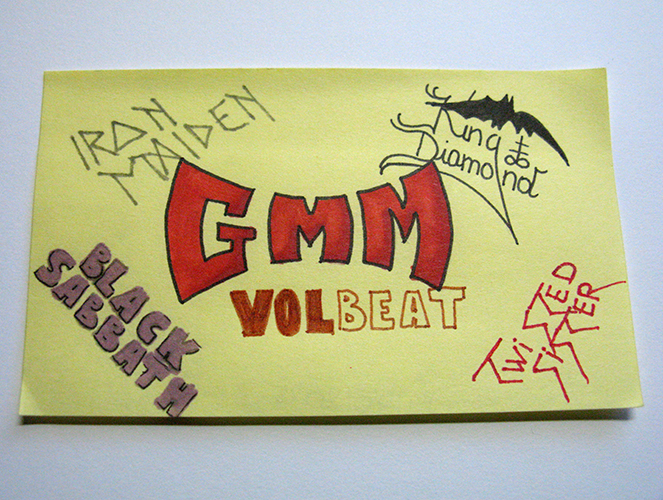 IRON
MAIDEN
King
Diamond
GMM
VOLBEAT
BLACK
SABBATH
TWiSTED
SiSTER